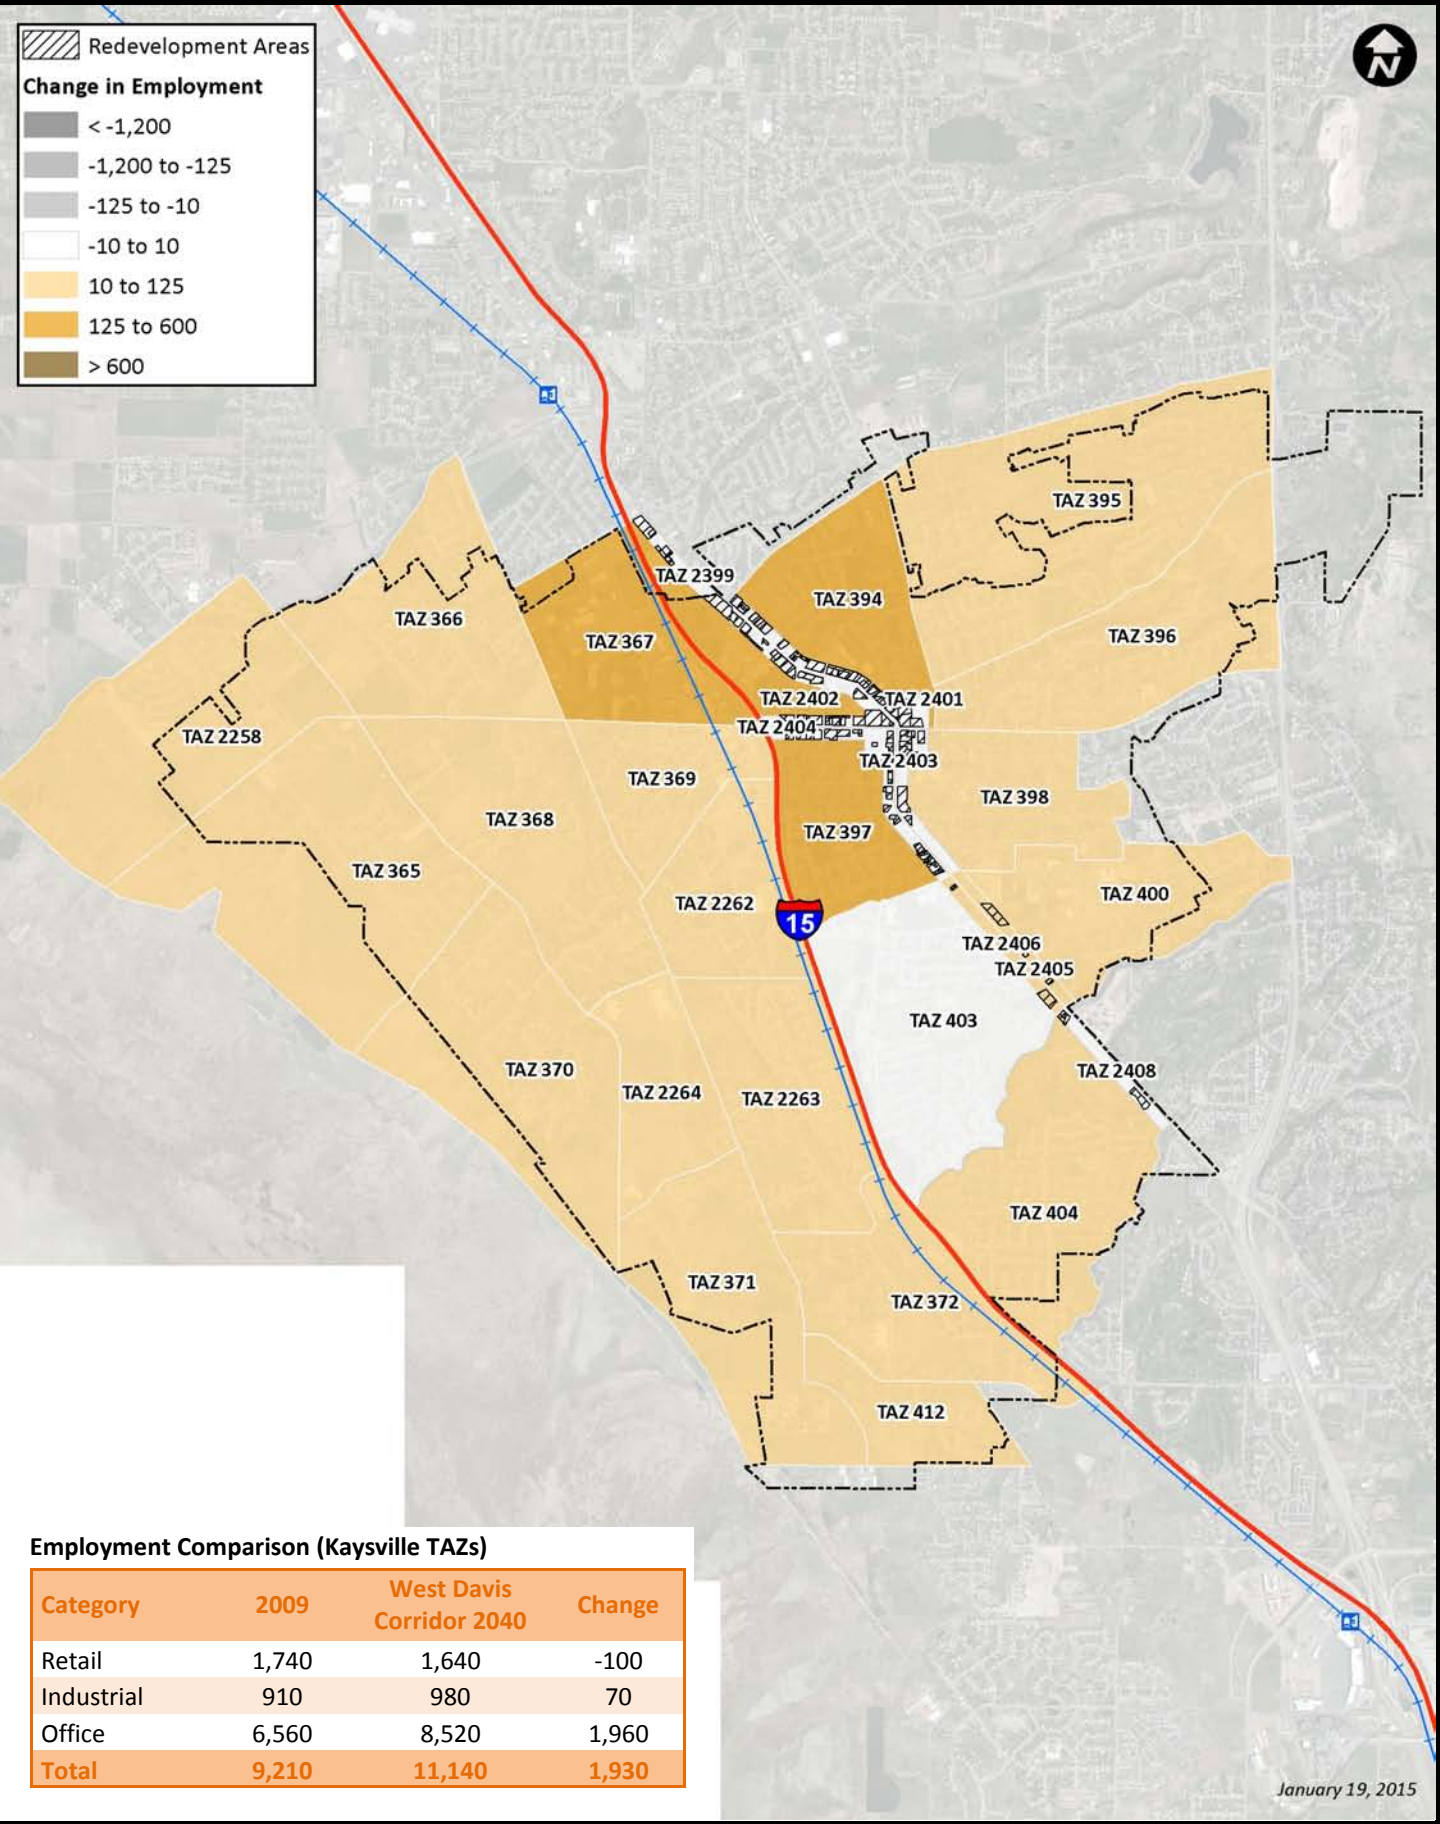 Redevelopment Areas
Change in Employment
< -1,200
-1,200 to -125
-125 to -10
-10 to 10
10 to 125
125 to 600
> 600
N
TAZ 395
TAZ 2399
TAZ 394
TAZ 366
TAZ 367
TAZ 396
TAZ 2402
TAZ 2401
TAZ 2404
TAZ 2258
TAZ 2403
TAZ 369
TAZ 398
TAZ 368
TAZ 397
TAZ 365
TAZ 400
TAZ 2262
15
TAZ 2406
TAZ 2405
TAZ 403
TAZ 370
TAZ 2408
TAZ 2264
TAZ 2263
TAZ 404
TAZ 371
TAZ 372
TAZ 412
Employment Comparison (Kaysville TAZs)
Category 2009 West Davis Corridor 2040 Change
Retail 1,740 1,640 -100
Industrial 910 980 70
Office 6,560 8,520 1,960
Total 9,210 11,140 1,930
January 19, 2015